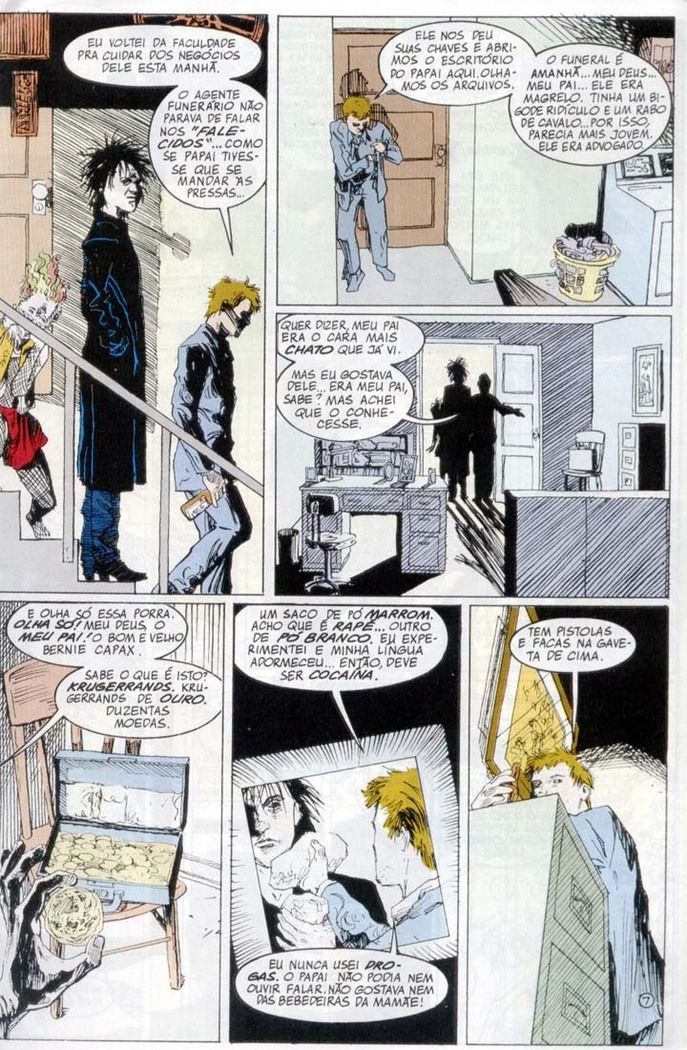 EU VOLTEI DA FACULDADE
PRA CUIDAR DOS NEGÓCIOS
DELE ESTA MANHÃ.
O AGENTE
FUNERÁRIO NÃO
PARAVA DE FALAR
NOS "FALE-
CIDOS"... COMO
SE PAPAI TIVES-
SE QUE SE
MANDAR ÀS
PRESSAS...
ELE NOS DEU
SUAS CHAVES E ABRI-
MOS O ESCRITÓRIO
DO PAPAI AQUI. OLHA-
MOS OS ARQUIVOS.
O FUNERAL É
AMANHÃ... MEU DEUS...
MEU PAI... ELE ERA
MAGRELO. TINHA UM BI-
GODE RIDÍCULO E UM RABO
DE CAVALO... POR ISSO,
PARECIA MAIS JOVEM.
ELE ERA ADVOGADO.
QUER DIZER, MEU PAI
ERA O CARA MAIS
CHATO QUE JÁ VI.
MAS EU GOSTAVA
DELE... ERA MEU PAI,
SABE? MAS ACHEI
QUE O CONHE-
CESSE.
E OLHA SÓ ESSA PORRA.
OLHA SÓ! MEU DEUS, O
MEU PAI! O BOM E VELHO
BERNIE CAPAX.
SABE O QUE É ISTO?
KRUGERRANDS. KRU-
GERRANDS DE OURO.
DUZENTAS
MOEDAS.
UM SACO DE PÓ MARROM.
ACHO QUE É RAPÉ... OUTRO
DE PÓ BRANCO. EU EXPE-
RIMENTEI E MINHA LÍNGUA
ADORMECEU... ENTÃO, DEVE
SER COCAÍNA.
EU NUNCA USEI DRO-
GAS. O PAPAI NÃO PODIA NEM
OUVIR FALAR. NÃO GOSTAVA NEM
DAS BEBEDEIRAS DA MAMÃE!
TEM PISTOLAS
E FACAS NA GAVE-
TA DE CIMA.
7